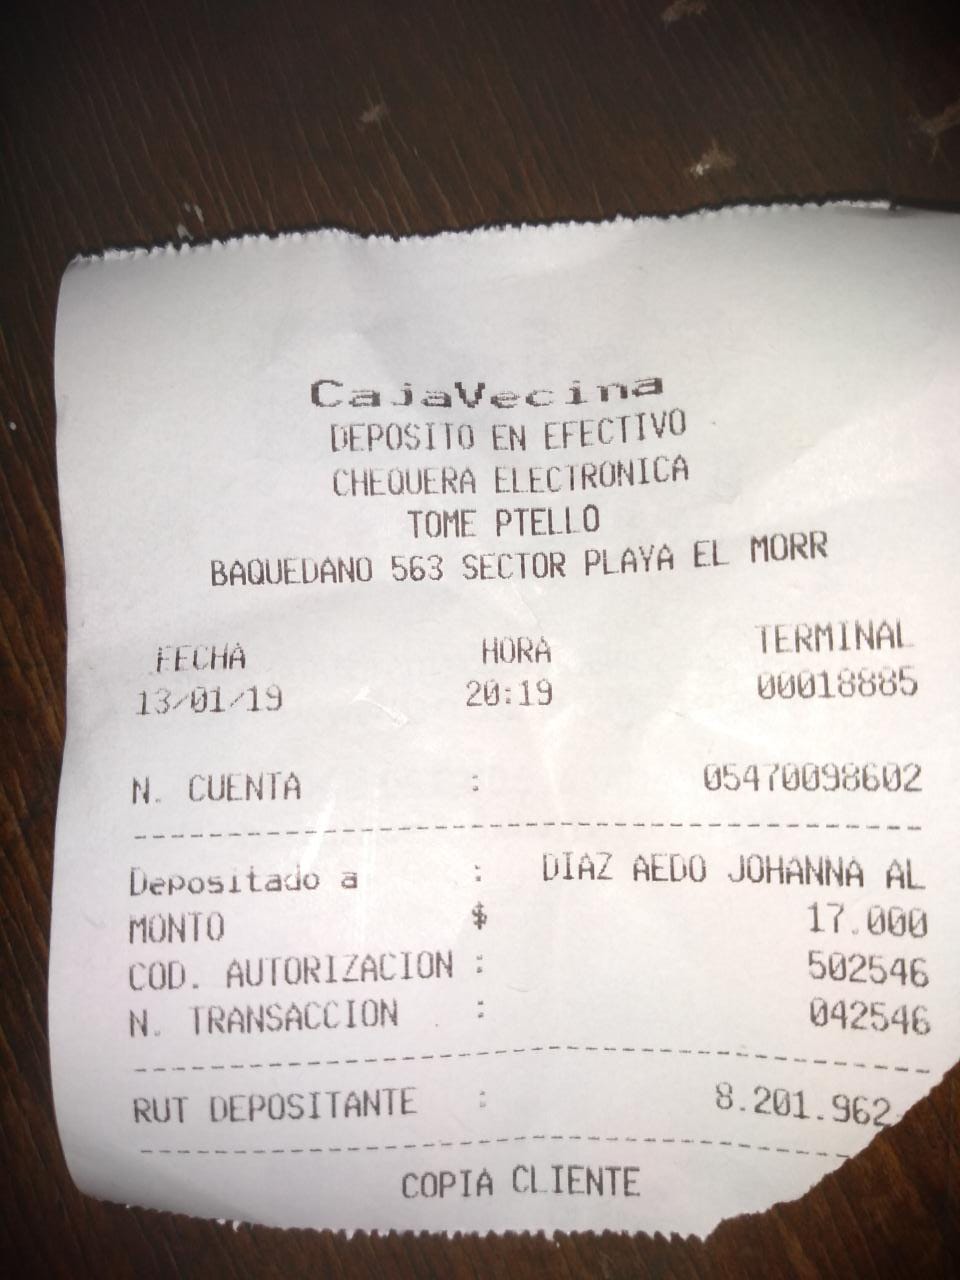 CajaVecina
DEPOSITO EN EFECTIVO
CHEQUERA ELECTRONICA
TOME PTELLO
BAQUEDANO 563 SECTOR PLAYA EL MORR
FECHA HORA TERMINAL
13/01/19 20:19 00018885
N. CUENTA : 05470098602
Depositado a : DIAZ AEDO JOHANNA AL
MONTO $ 17.000
COD. AUTORIZACION : 502546
N. TRANSACCION : 042546
RUT DEPOSITANTE : 8.201.962
COPIA CLIENTE